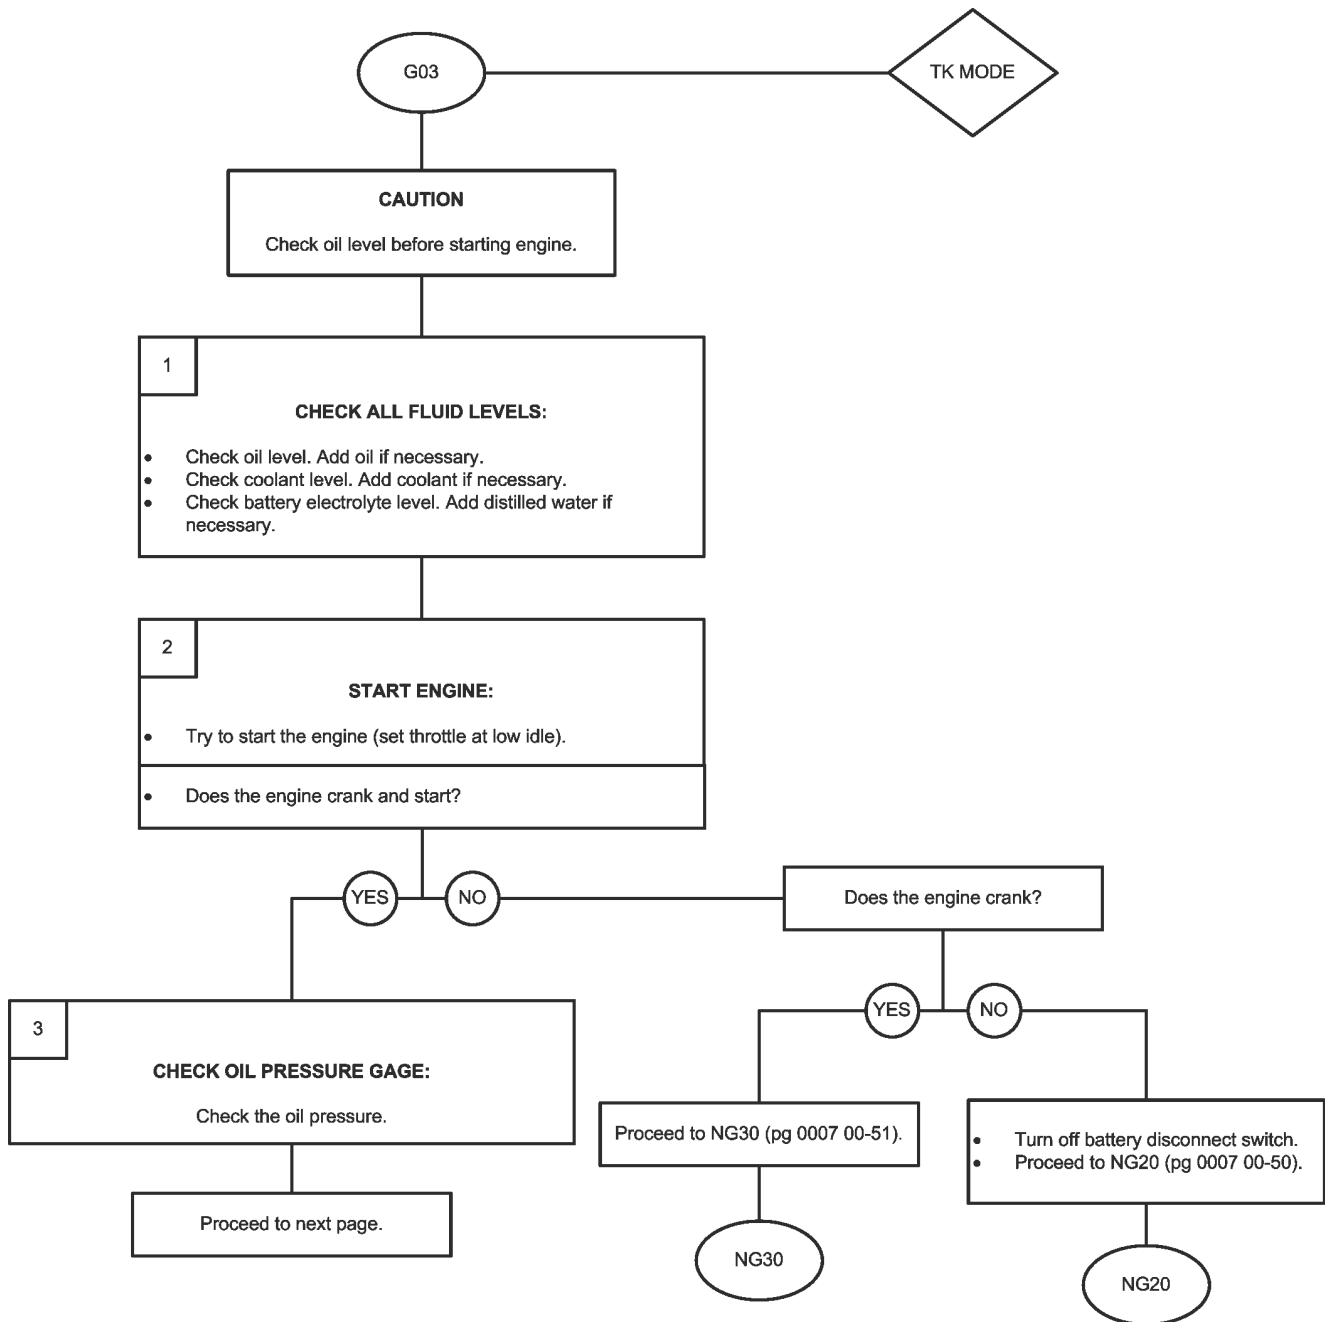 G03
TK MODE
CAUTION
Check oil level before starting engine.
1
CHECK ALL FLUID LEVELS:
• Check oil level. Add oil if necessary.
• Check coolant level. Add coolant if necessary.
• Check battery electrolyte level. Add distilled water if
necessary.
2
START ENGINE:
• Try to start the engine (set throttle at low idle).
• Does the engine crank and start?
YES
NO
Does the engine crank?
YES
NO
3
CHECK OIL PRESSURE GAGE:
Check the oil pressure.
Proceed to NG30 (pg 0007 00-51).
• Turn off battery disconnect switch.
• Proceed to NG20 (pg 0007 00-50).
Proceed to next page.
NG30
NG20